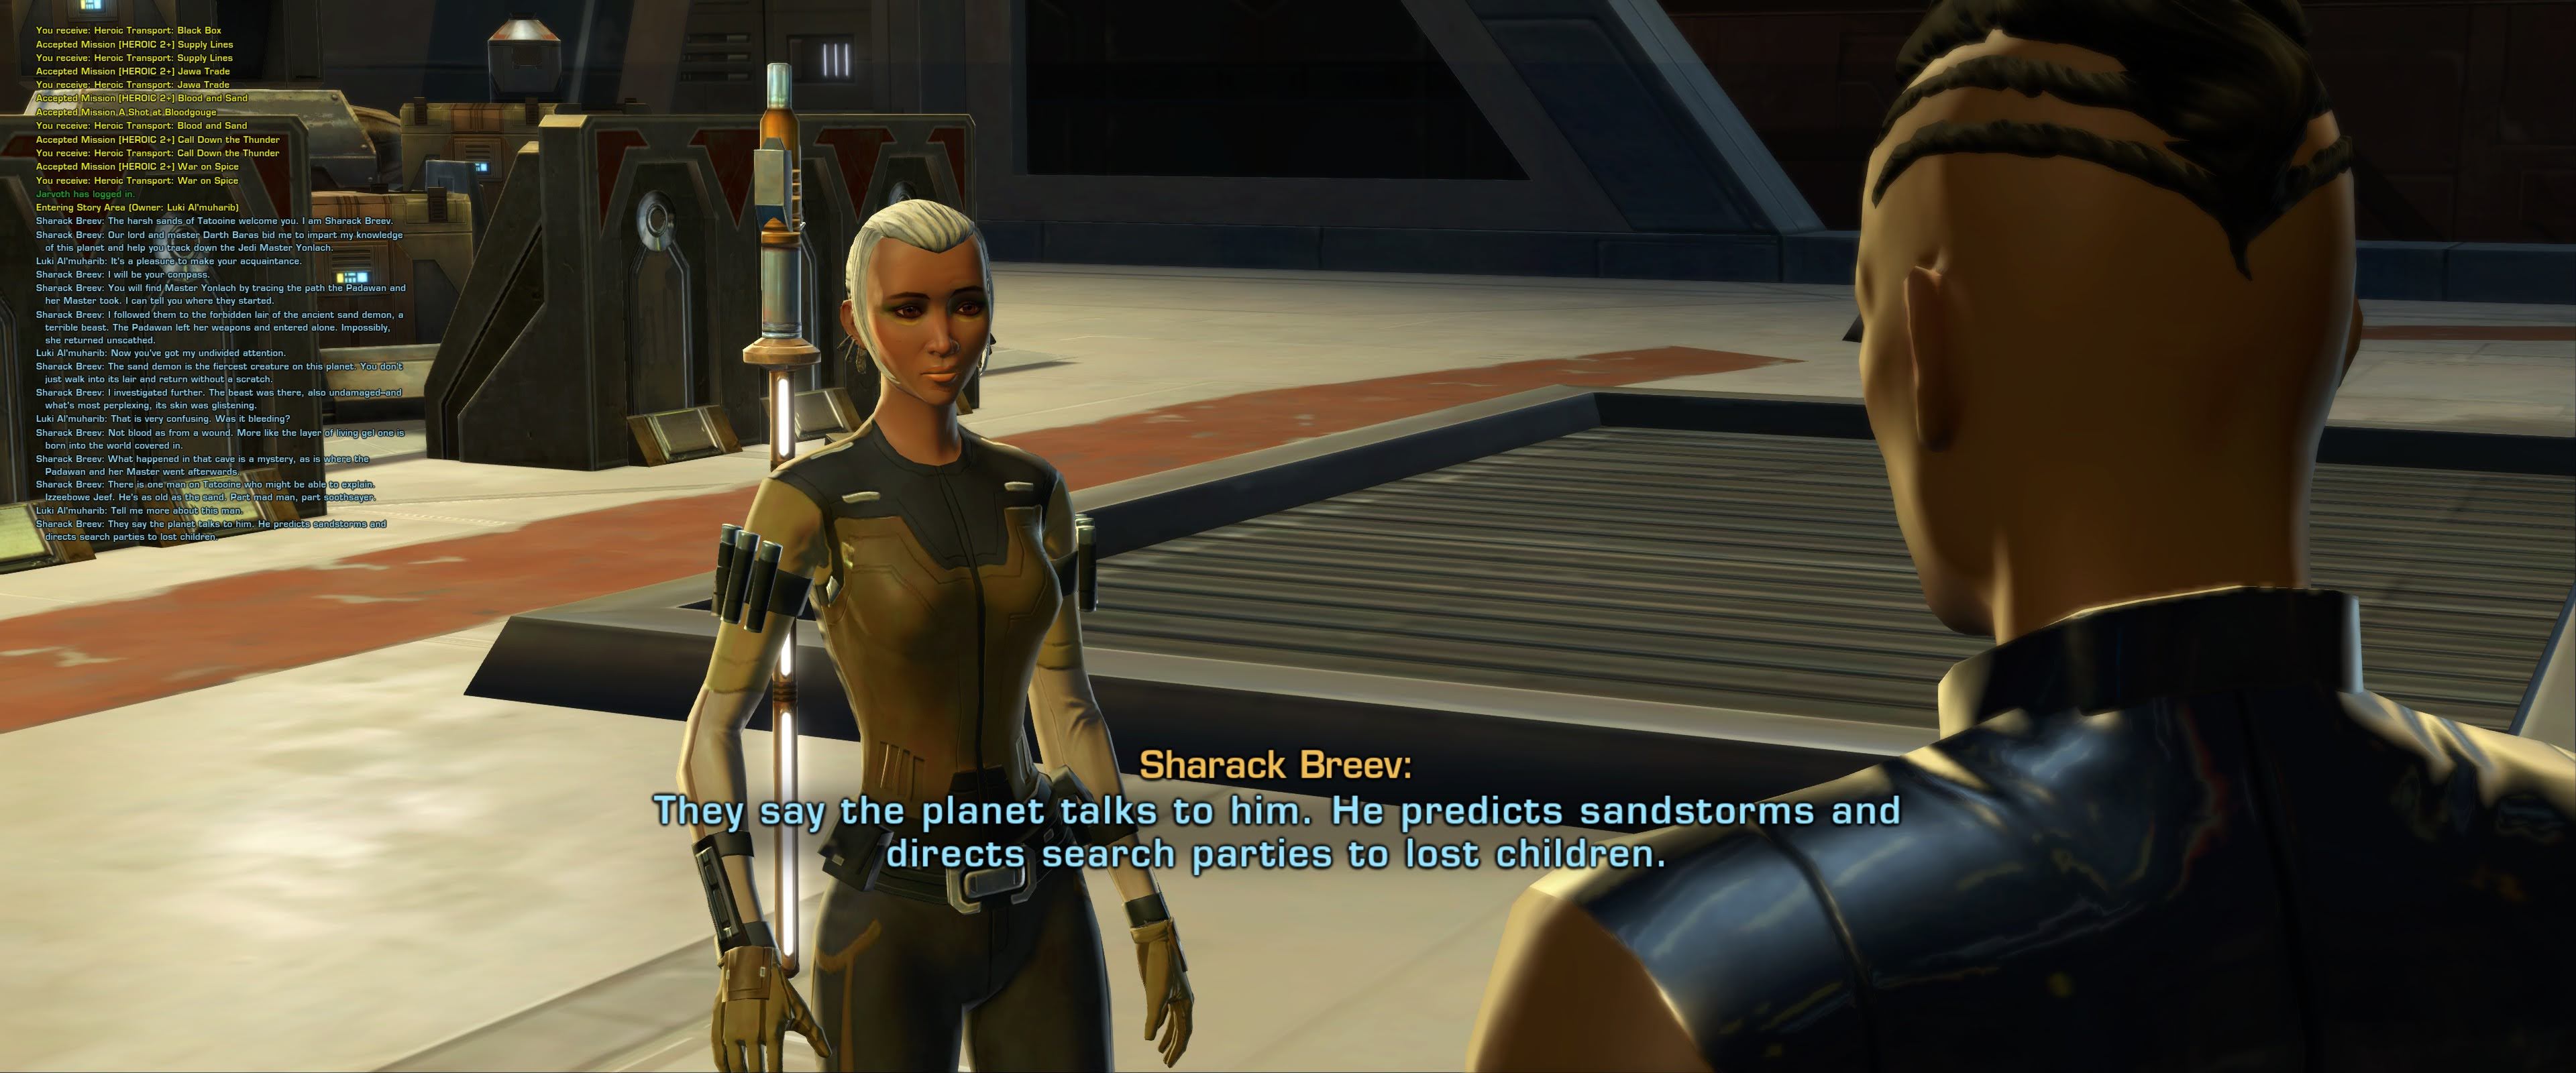 You receive: Heroic Transport: Black Box
Accepted Mission [HEROIC 2+] Supply Lines
You receive: Heroic Transport: Supply Lines
Accepted Mission [HEROIC 2+] Jawa Trade
You receive: Heroic Transport: Jawa Trade
Accepted Mission [HEROIC 2+] Blood and Sand
Accepted Mission A Shot at Bloodgouge
You receive: Heroic Transport: Blood and Sand
Accepted Mission [HEROIC 2+] Call Down the Thunder
You receive: Heroic Transport: Call Down the Thunder
Accepted Mission [HEROIC 2+] War on Spice
You receive: Heroic Transport: War on Spice
Jarvoth has logged in.
Entering Story Area (Owner: Luki Al'muharib)
Sharack Breev: The harsh sands of Tatooine welcome you. I am Sharack Breev.
Sharack Breev: Our lord and master Darth Baras bid me to impart my knowledge
of this planet and help you track down the Jedi Master Yonlach.
Luki Al'muharib: It's a pleasure to make your acquaintance.
Sharack Breev: I will be your compass.
Sharack Breev: You will find Master Yonlach by tracing the path the Padawan and
her Master took. I can tell you where they started.
Sharack Breev: I followed them to the forbidden lair of the ancient sand demon, a
terrible beast. The Padawan left her weapons and entered alone. Impossibly,
she returned unscathed.
Luki Al'muharib: Now you've got my undivided attention.
Sharack Breev: The sand demon is the fiercest creature on this planet. You don't
just walk into its lair and return without a scratch.
Sharack Breev: I investigated further. The beast was there, also undamaged—and
what's most perplexing, its skin was glistening.
Luki Al'muharib: That is very confusing. Was it bleeding?
Sharack Breev: Not blood as from a wound. More like the layer of living gel one is
born into the world covered in.
Sharack Breev: What happened in that cave is a mystery, as is where the
Padawan and her Master went afterwards.
Sharack Breev: There is one man on Tatooine who might be able to explain.
Izzeebowe Jeef. He's as old as the sand. Part mad man, part soothsayer.
Luki Al'muharib: Tell me more about this man.
Sharack Breev: They say the planet talks to him. He predicts sandstorms and
directs search parties to lost children.
Sharack Breev:
They say the planet talks to him. He predicts sandstorms and
directs search parties to lost children.